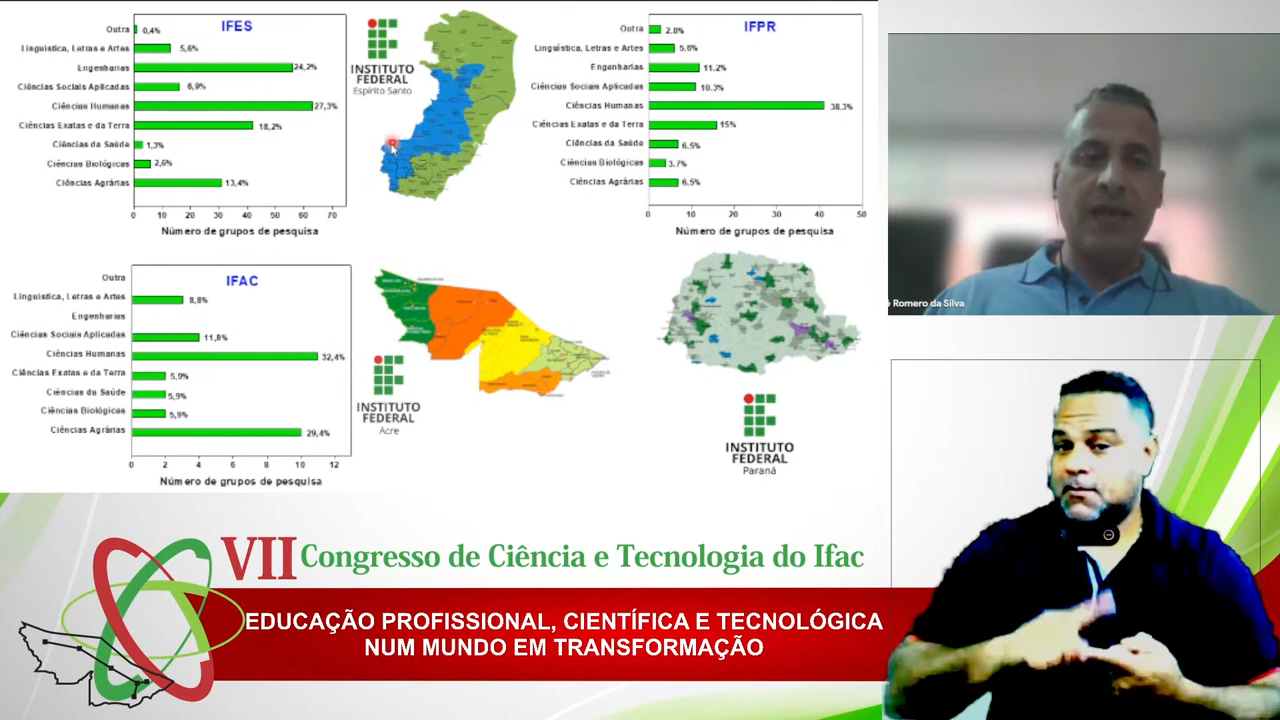 IFES
Outra 0,4%
Linguística, Letras e Artes 5,6%
Engenharias 24,2%
Ciências Sociais Aplicadas 6,9%
Ciências Humanas 27,3%
Ciências Exatas e da Terra 18,2%
Ciências da Saúde 1,3%
Ciências Biológicas 2,6%
Ciências Agrárias 13,4%
0 10 20 30 40 50 60 70
Número de grupos de pesquisa
INSTITUTO
FEDERAL
Espírito Santo
IFPR
Outra 2.8%
Linguística, Letras e Artes 5.6%
Engenharias 11.2%
Ciências Sociais Aplicadas 10.3%
Ciências Humanas 38.3%
Ciências Exatas e da Terra 15%
Ciências da Saúde 6.5%
Ciências Biológicas 3.7%
Ciências Agrárias 6.5%
0 10 20 30 40 50
Número de grupos de pesquisa
Romero da Silva
IFAC
Outra
Linguística, Letras e Artes 8,8%
Engenharias
Ciências Sociais Aplicadas 11,8%
Ciências Humanas 32,4%
Ciências Exatas e da Terra 5,9%
Ciências da Saúde 5,9%
Ciências Biológicas 5,9%
Ciências Agrárias 29,4%
0 2 4 6 8 10 12
Número de grupos de pesquisa
INSTITUTO
FEDERAL
Acre
INSTITUTO
FEDERAL
Paraná
VII Congresso de Ciência e Tecnologia do Ifac
EDUCAÇÃO PROFISSIONAL, CIENTÍFICA E TECNOLÓGICA
NUM MUNDO EM TRANSFORMAÇÃO